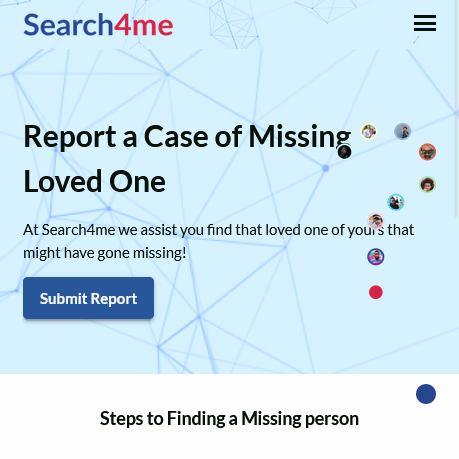 Search4me
Report a Case of Missing
Loved One
At Search4me we assist you find that loved one of yours that
might have gone missing!
Submit Report
Steps to Finding a Missing person